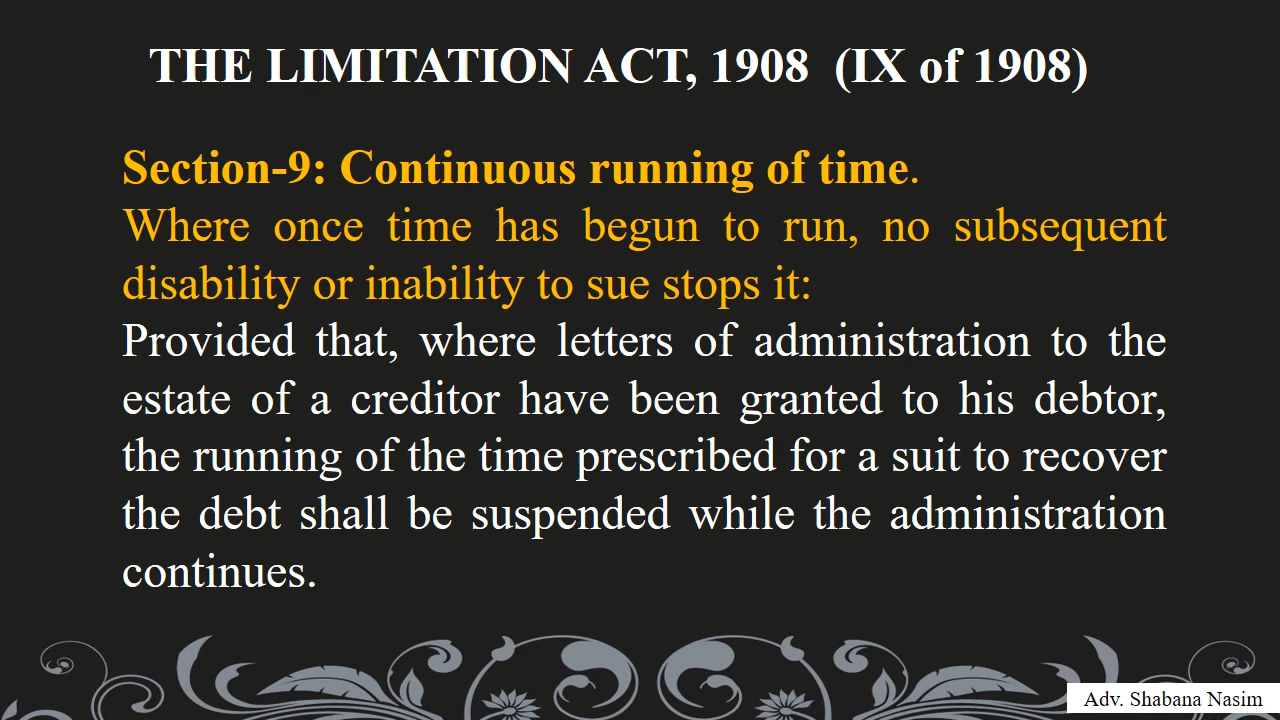 THE LIMITATION ACT, 1908 (IX of 1908)
Section-9: Continuous running of time.
Where once time has begun to run, no subsequent
disability or inability to sue stops it:
Provided that, where letters of administration to the
estate of a creditor have been granted to his debtor,
the running of the time prescribed for a suit to recover
the debt shall be suspended while the administration
continues.
Adv. Shabana Nasim